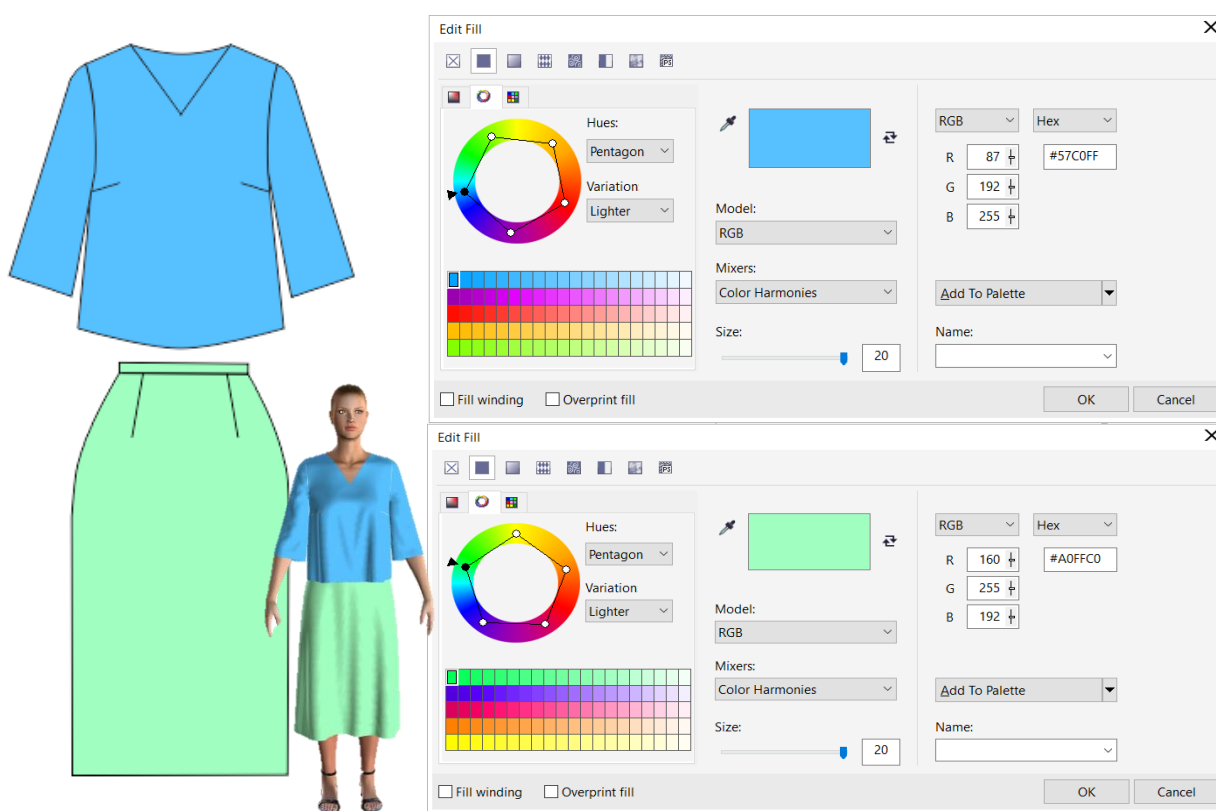 Edit Fill
Hues:
Pentagon
Variation
Lighter
Model:
RGB
Mixers:
Color Harmonies
Size:
20
RGB
Hex
R 87
#57C0FF
G 192
B 255
Add To Palette
Name:
Fill winding
Overprint fill
OK
Cancel
Edit Fill
Hues:
Pentagon
Variation
Lighter
Model:
RGB
Mixers:
Color Harmonies
Size:
20
RGB
Hex
R 160
#A0FFC0
G 255
B 192
Add To Palette
Name:
Fill winding
Overprint fill
OK
Cancel